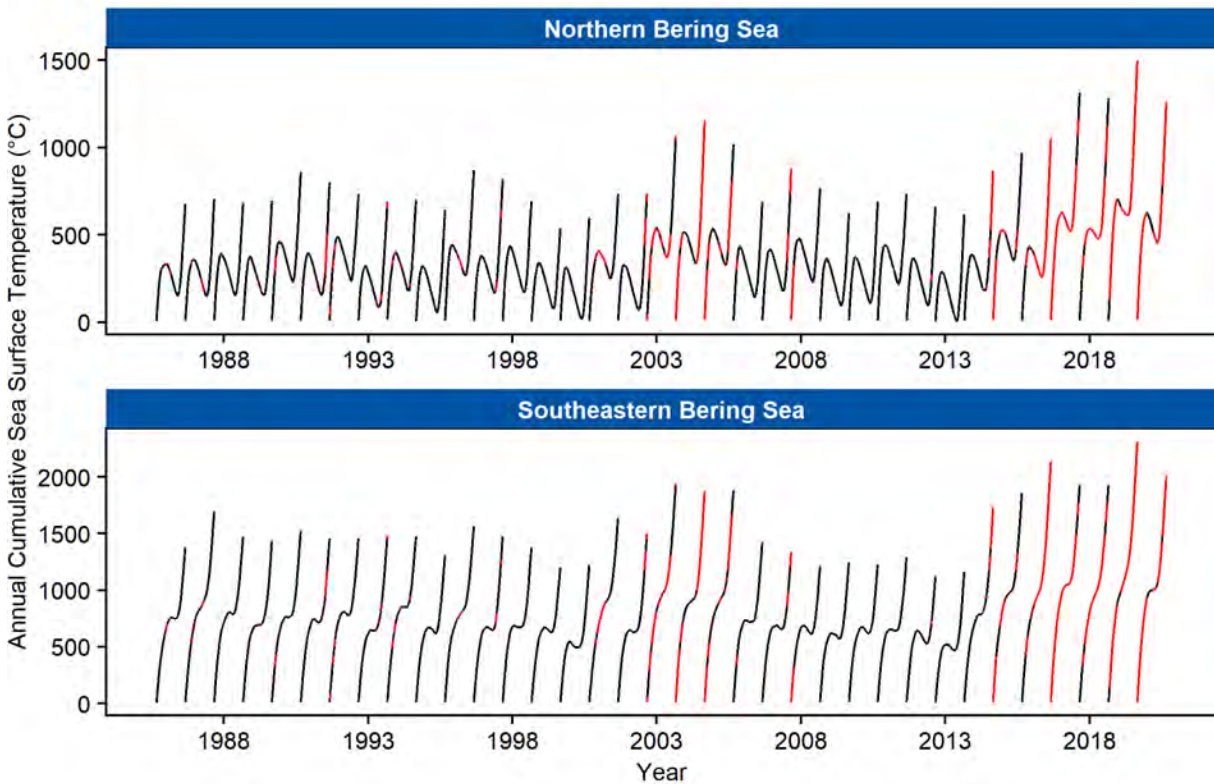 Northern Bering Sea
1500
1000
500
0
1988 1993 1998 2003 2008 2013 2018
Annual Cumulative Sea Surface Temperature (°C)
Southeastern Bering Sea
2000
1500
1000
500
0
1988 1993 1998 2003 2008 2013 2018
Year